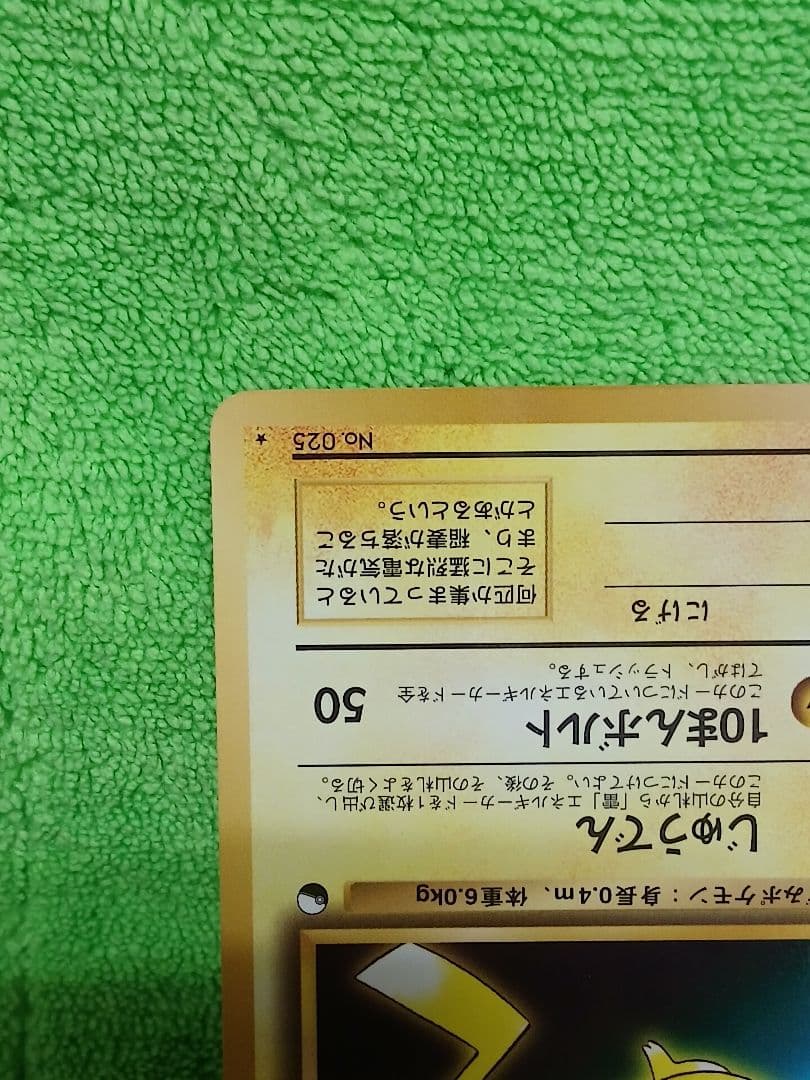 みポケモン：身長0.4m、体重6.0kg
じゅうでん
自分の山札から「雷」エネルギーカードを1枚選び出し、
このカードにつけてよい。その後、その山札をよく切る。
10まんボルト 50
このカードについているエネルギーカードを全
てはがし、トラッシュする。
にげる
何匹か集まっていると
そこに猛烈な電気がた
まり、稲妻が落ちるこ
とがあるという。
No. 025 ★